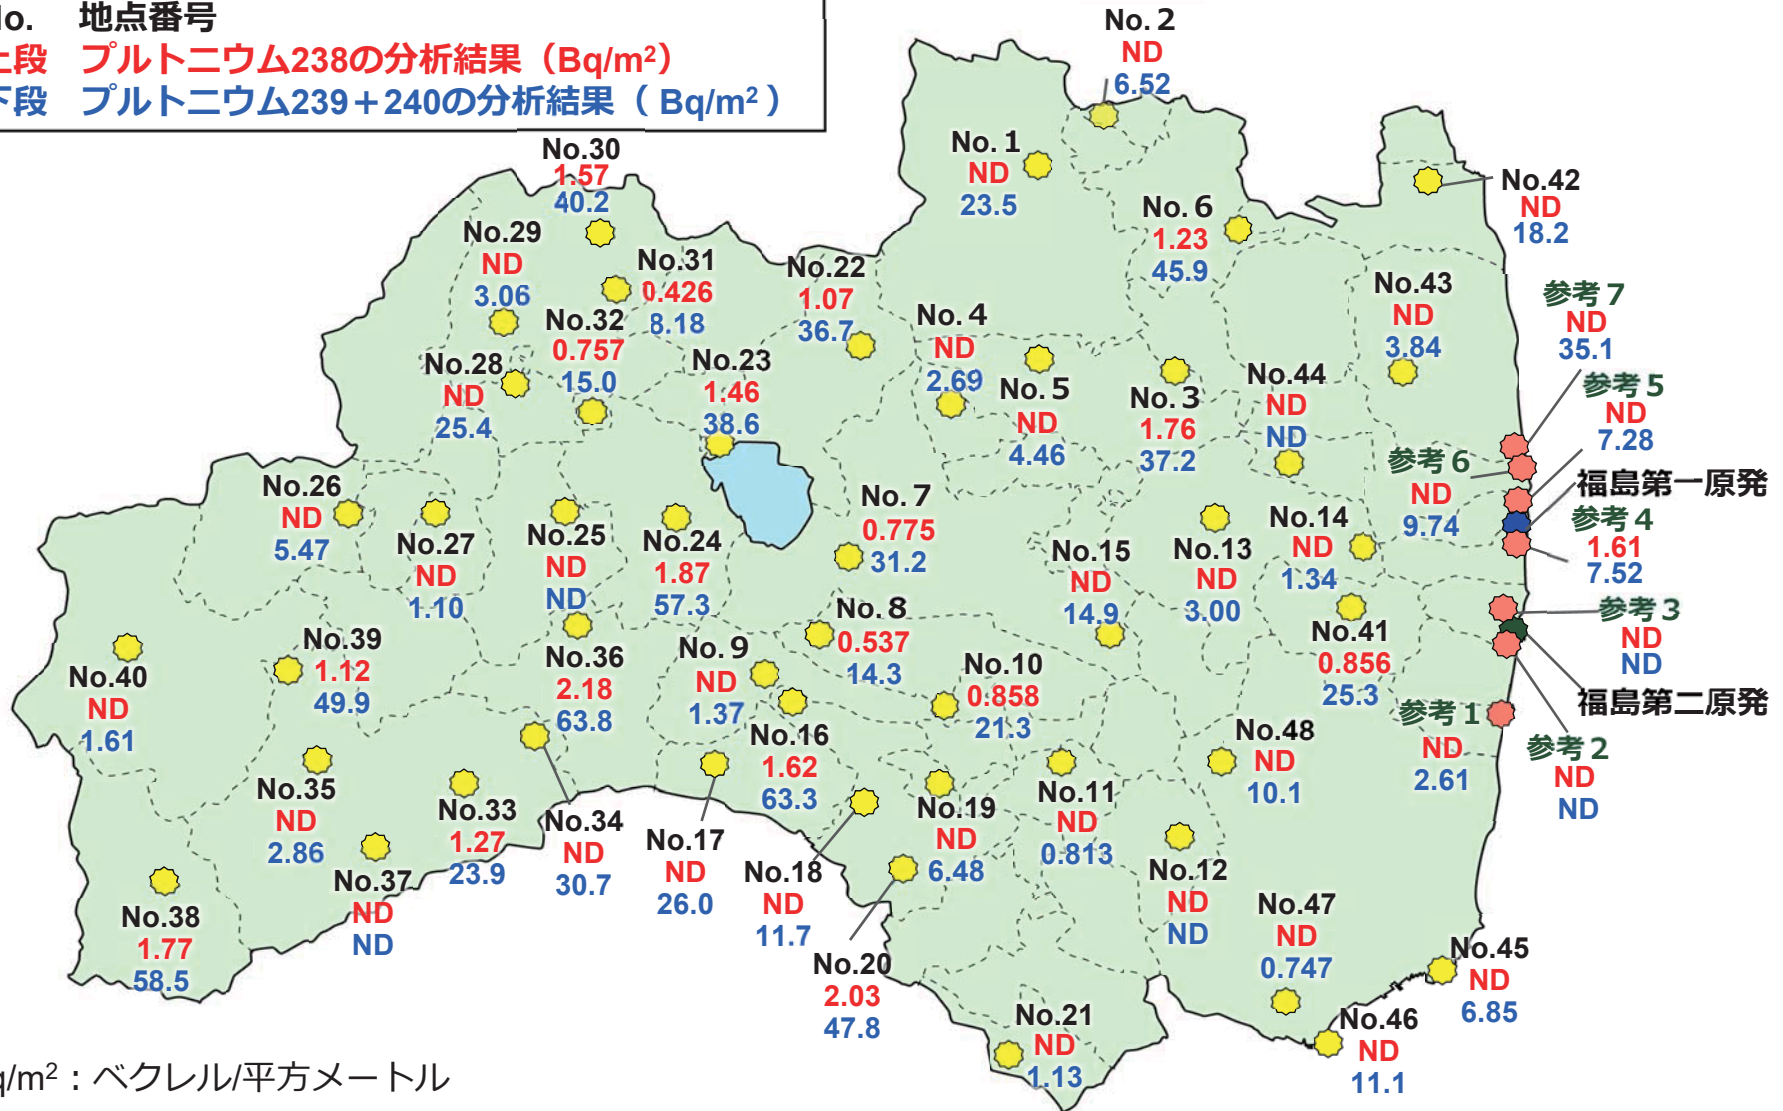 No. 地点番号
上段 プルトニウム238の分析結果（Bq/m²）
下段 プルトニウム239＋240の分析結果（ Bq/m² ）
No. 2
ND
6.52
No. 1
ND
23.5
No.30
1.57
40.2
No.42
ND
18.2
No. 6
1.23
45.9
No.29
ND
3.06
No.31
0.426
8.18
No.22
1.07
36.7
No.43
ND
3.84
参考７
ND
35.1
No.32
0.757
15.0
No. 4
ND
2.69
No.28
ND
25.4
No.23
1.46
38.6
No. 5
ND
4.46
No. 3
1.76
37.2
No.44
ND
ND
参考５
ND
7.28
参考６
ND
9.74
福島第一原発
参考４
1.61
7.52
No.26
ND
5.47
No.27
ND
1.10
No.25
ND
ND
No.24
1.87
57.3
No. 7
0.775
31.2
No.15
ND
14.9
No.13
ND
3.00
No.14
ND
1.34
No. 8
0.537
14.3
参考３
ND
ND
No.41
0.856
25.3
No.40
ND
1.61
No.39
1.12
49.9
No.36
2.18
63.8
No. 9
ND
1.37
No.10
0.858
21.3
福島第二原発
参考１
ND
2.61
参考２
ND
ND
No.16
1.62
63.3
No.48
ND
10.1
No.35
ND
2.86
No.33
1.27
23.9
No.34
ND
30.7
No.17
ND
26.0
No.19
ND
6.48
No.11
ND
0.813
No.18
ND
11.7
No.12
ND
ND
No.37
ND
ND
No.38
1.77
58.5
No.47
ND
0.747
No.20
2.03
47.8
No.45
ND
6.85
No.21
ND
1.13
No.46
ND
11.1
q/m²：ベクレル/平方メートル